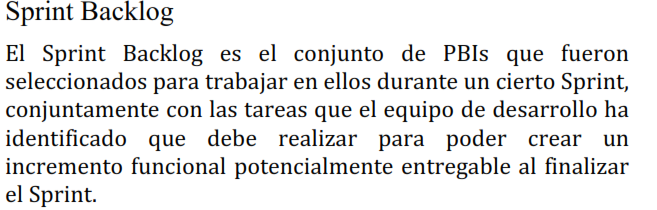 Sprint Backlog
El Sprint Backlog es el conjunto de PBIs que fueron
seleccionados para trabajar en ellos durante un cierto Sprint,
conjuntamente con las tareas que el equipo de desarrollo ha
identificado que debe realizar para poder crear un
incremento funcional potencialmente entregable al finalizar
el Sprint.